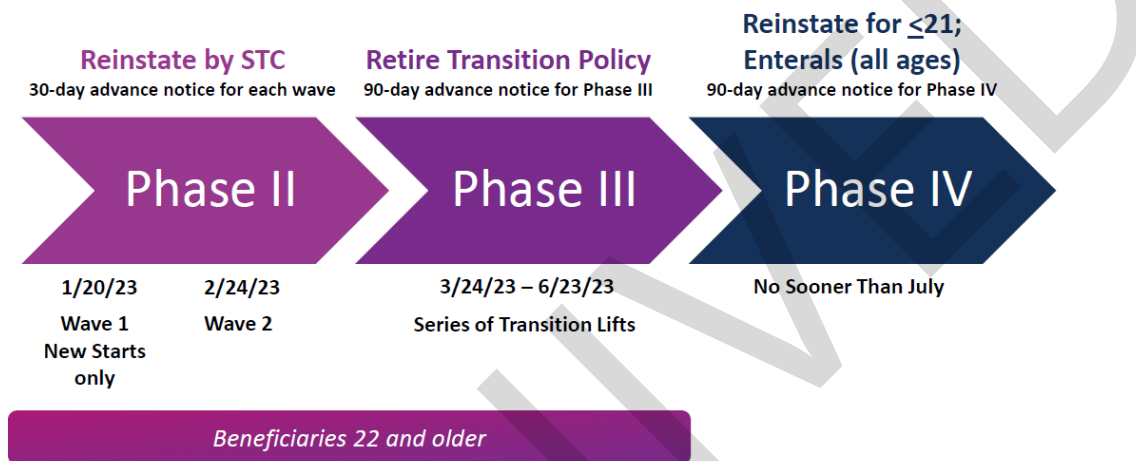 Reinstate by STC
30-day advance notice for each wave
Retire Transition Policy
90-day advance notice for Phase III
Reinstate for ≤21;
Enterals (all ages)
90-day advance notice for Phase IV
Phase II
Phase III
Phase IV
1/20/23
Wave 1
New Starts
only
2/24/23
Wave 2
3/24/23 – 6/23/23
Series of Transition Lifts
No Sooner Than July
Beneficiaries 22 and older